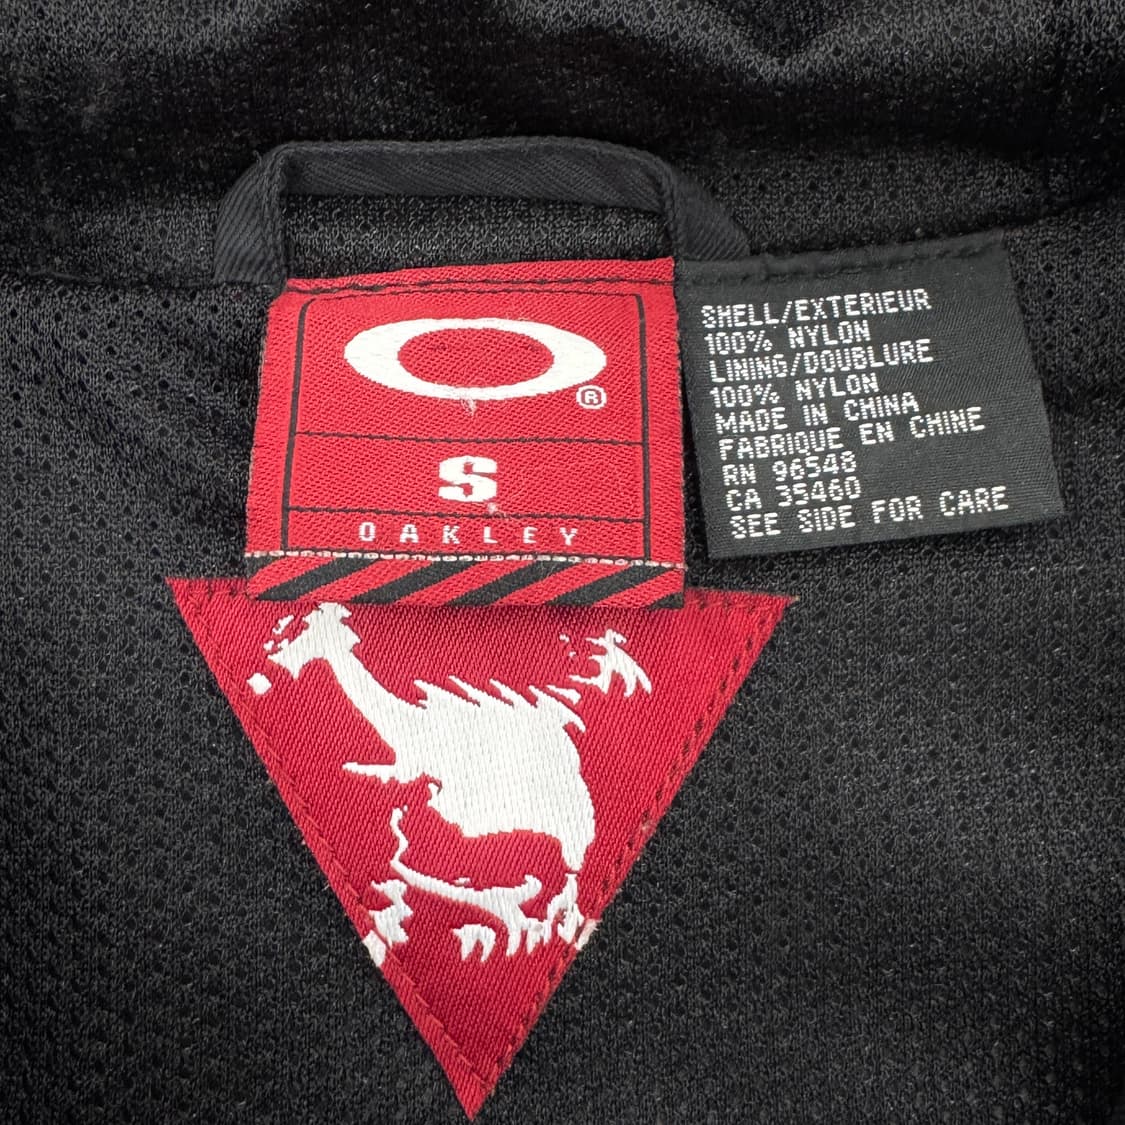 ®
S
OAKLEY
SHELL/EXTERIEUR
100% NYLON
LINING/DOUBLURE
100% NYLON
MADE IN CHINA
FABRIQUE EN CHINE
RN 96548
CA 35460
SEE SIDE FOR CARE